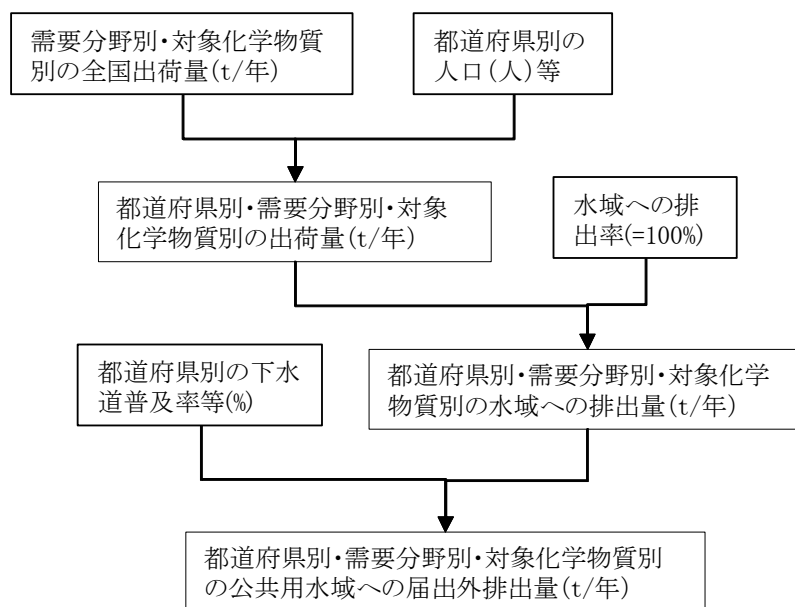 需要分野別・対象化学物質
別の全国出荷量(t/年)
都道府県別の
人口(人)等
都道府県別・需要分野別・対象
化学物質別の出荷量(t/年)
水域への排
出率(=100%)
都道府県別の下水
道普及率等(%)
都道府県別・需要分野別・対象化学
物質別の水域への排出量(t/年)
都道府県別・需要分野別・対象化学物質別
の公共用水域への届出外排出量(t/年)